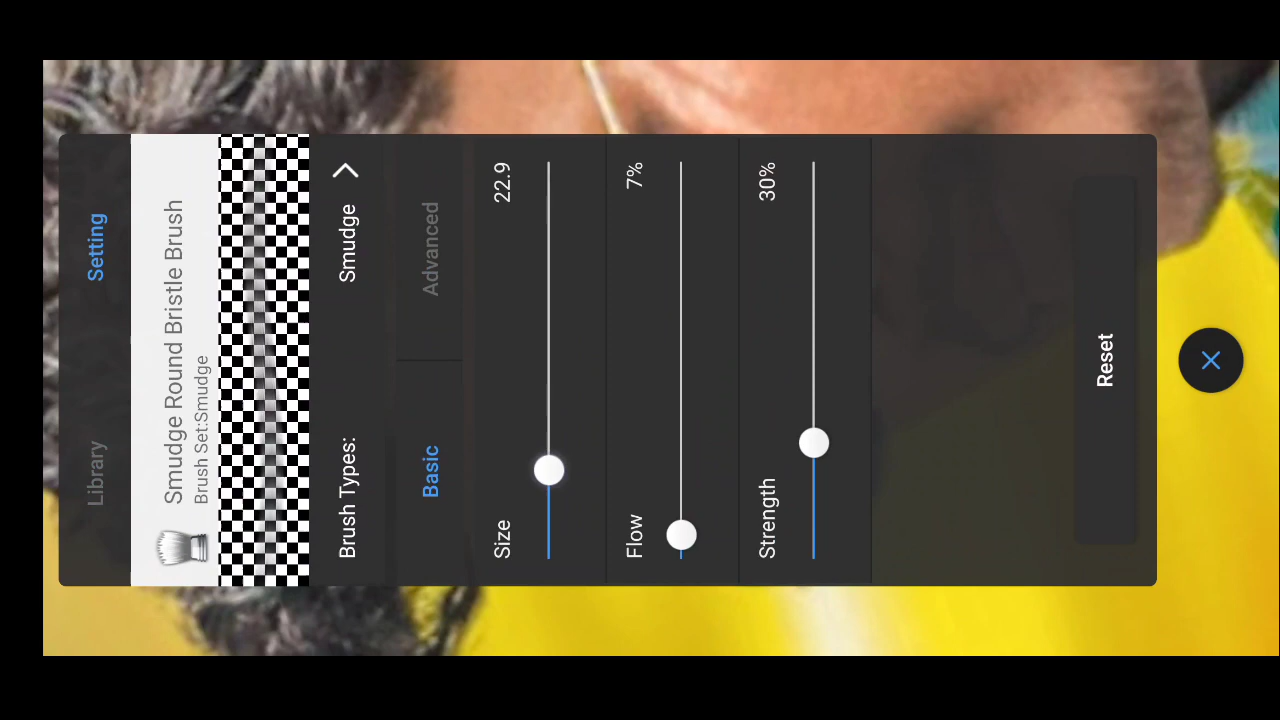 Library
Setting
Smudge Round Bristle Brush
Brush Set:Smudge
Brush Types:
Smudge
Basic
Advanced
Size
22.9
Flow
7%
Strength
30%
Reset